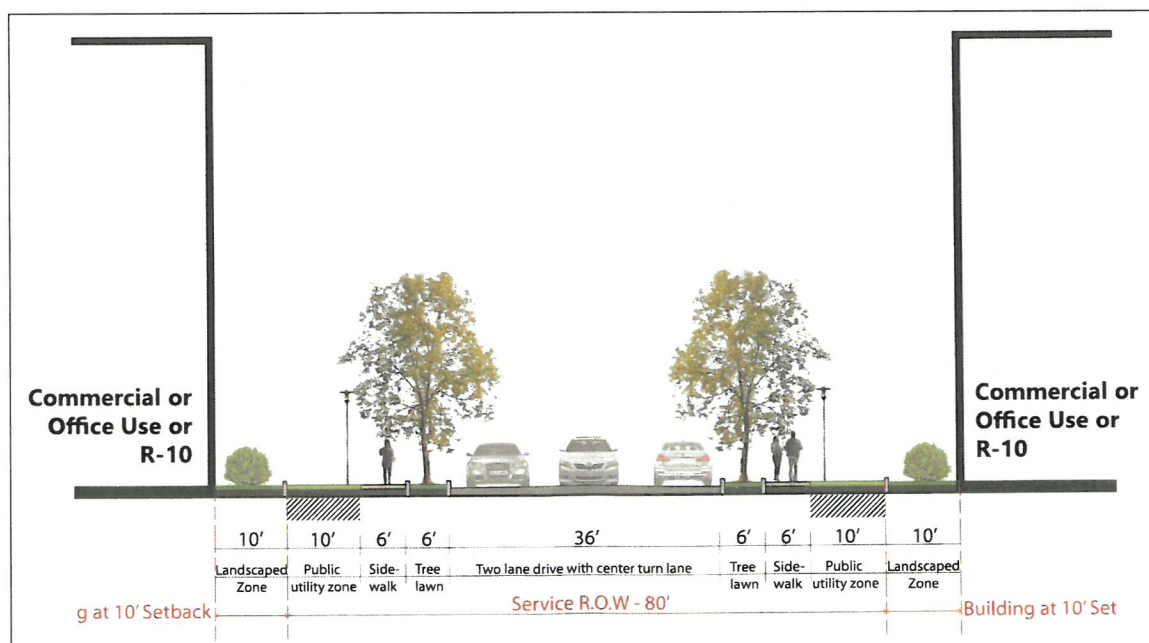 Commercial or
Office Use or
R-10
Commercial or
Office Use or
R-10
10' 10' 6' 6' 36' 6' 6' 10' 10'
Landscaped Zone
Public utility zone
Side-walk
Tree lawn
Two lane drive with center turn lane
Tree lawn
Side-walk
Public utility zone
Landscaped Zone
g at 10' Setback
Service R.O.W - 80'
Building at 10' Set